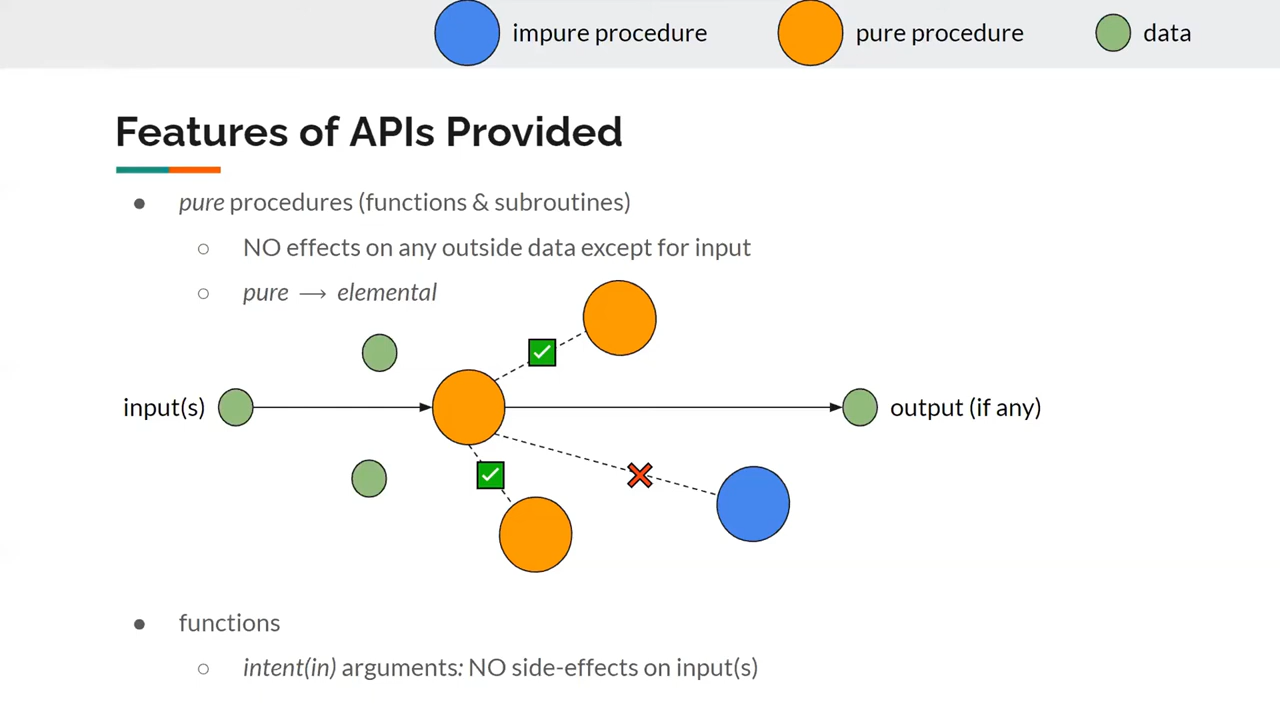 impure procedure
pure procedure
data
Features of APIs Provided
● pure procedures (functions & subroutines)
○ NO effects on any outside data except for input
○ pure ⟶ elemental
input(s)
output (if any)
● functions
○ intent(in) arguments: NO side-effects on input(s)